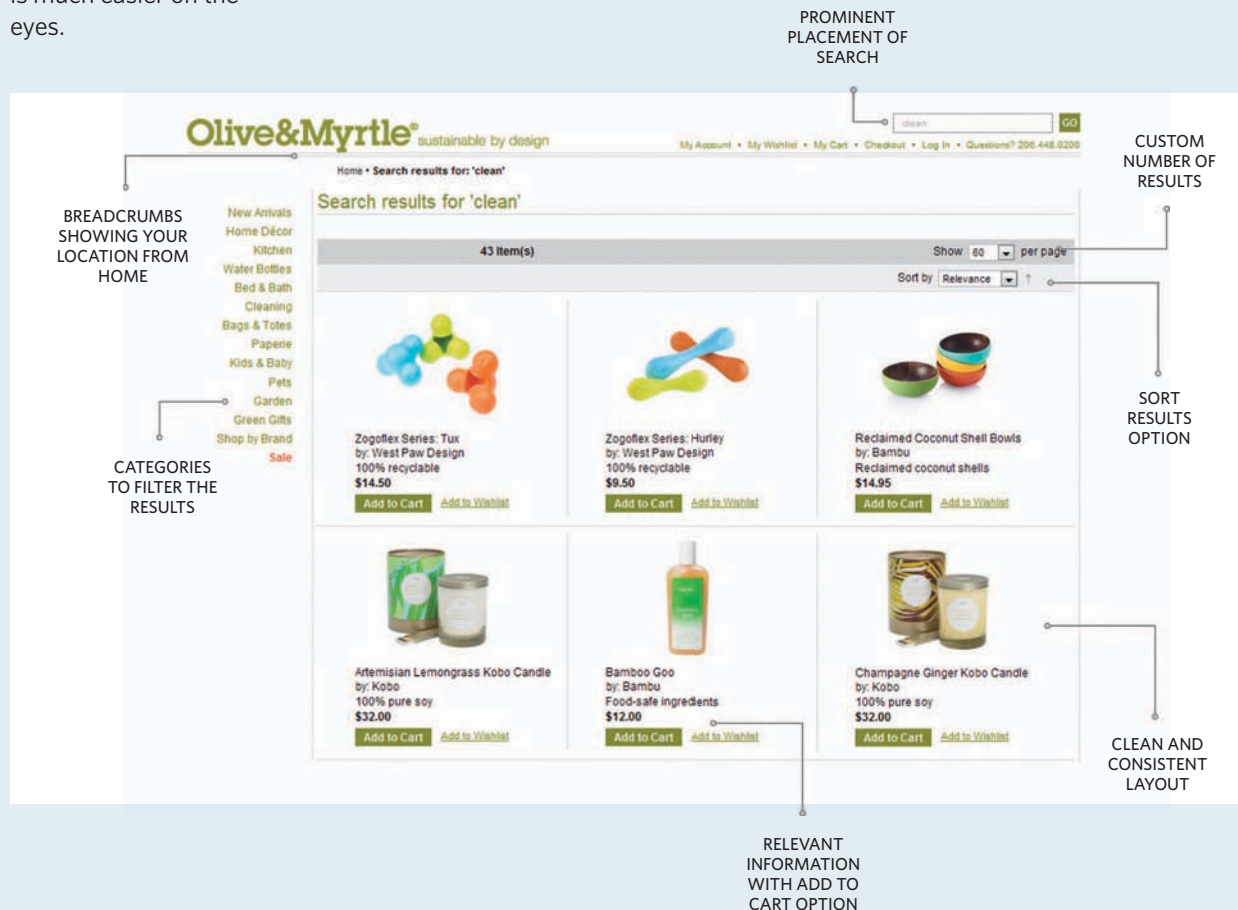 is much easier on the
eyes.
PROMINENT
PLACEMENT OF
SEARCH
Olive&Myrtle® sustainable by design
clean
GO
My Account • My Wishlist • My Cart • Checkout • Log In • Questions? 206.448.0200
CUSTOM
NUMBER OF
RESULTS
Home • Search results for: 'clean'
BREADCRUMBS
SHOWING YOUR
LOCATION FROM
HOME
New Arrivals
Home Décor
Kitchen
Water Bottles
Bed & Bath
Cleaning
Bags & Totes
Paperie
Kids & Baby
Pets
Garden
Green Gifts
Shop by Brand
Sale
CATEGORIES
TO FILTER THE
RESULTS
Search results for 'clean'
43 Item(s)
Show 60 per page
Sort by Relevance ↑
SORT
RESULTS
OPTION
Zogoflex Series: Tux
by: West Paw Design
100% recyclable
$14.50
Add to Cart Add to Wishlist
Zogoflex Series: Hurley
by: West Paw Design
100% recyclable
$9.50
Add to Cart Add to Wishlist
Reclaimed Coconut Shell Bowls
by: Bambu
Reclaimed coconut shells
$14.95
Add to Cart Add to Wishlist
Artemisian Lemongrass Kobo Candle
by: Kobo
100% pure soy
$32.00
Add to Cart Add to Wishlist
Bamboo Goo
by: Bambu
Food-safe ingredients
$12.00
Add to Cart Add to Wishlist
Champagne Ginger Kobo Candle
by: Kobo
100% pure soy
$32.00
Add to Cart Add to Wishlist
CLEAN AND
CONSISTENT
LAYOUT
RELEVANT
INFORMATION
WITH ADD TO
CART OPTION